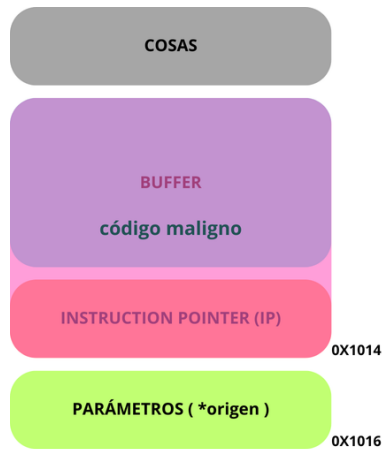 COSAS
BUFFER
código maligno
INSTRUCTION POINTER (IP)
0X1014
PARÁMETROS ( *origen )
0X1016